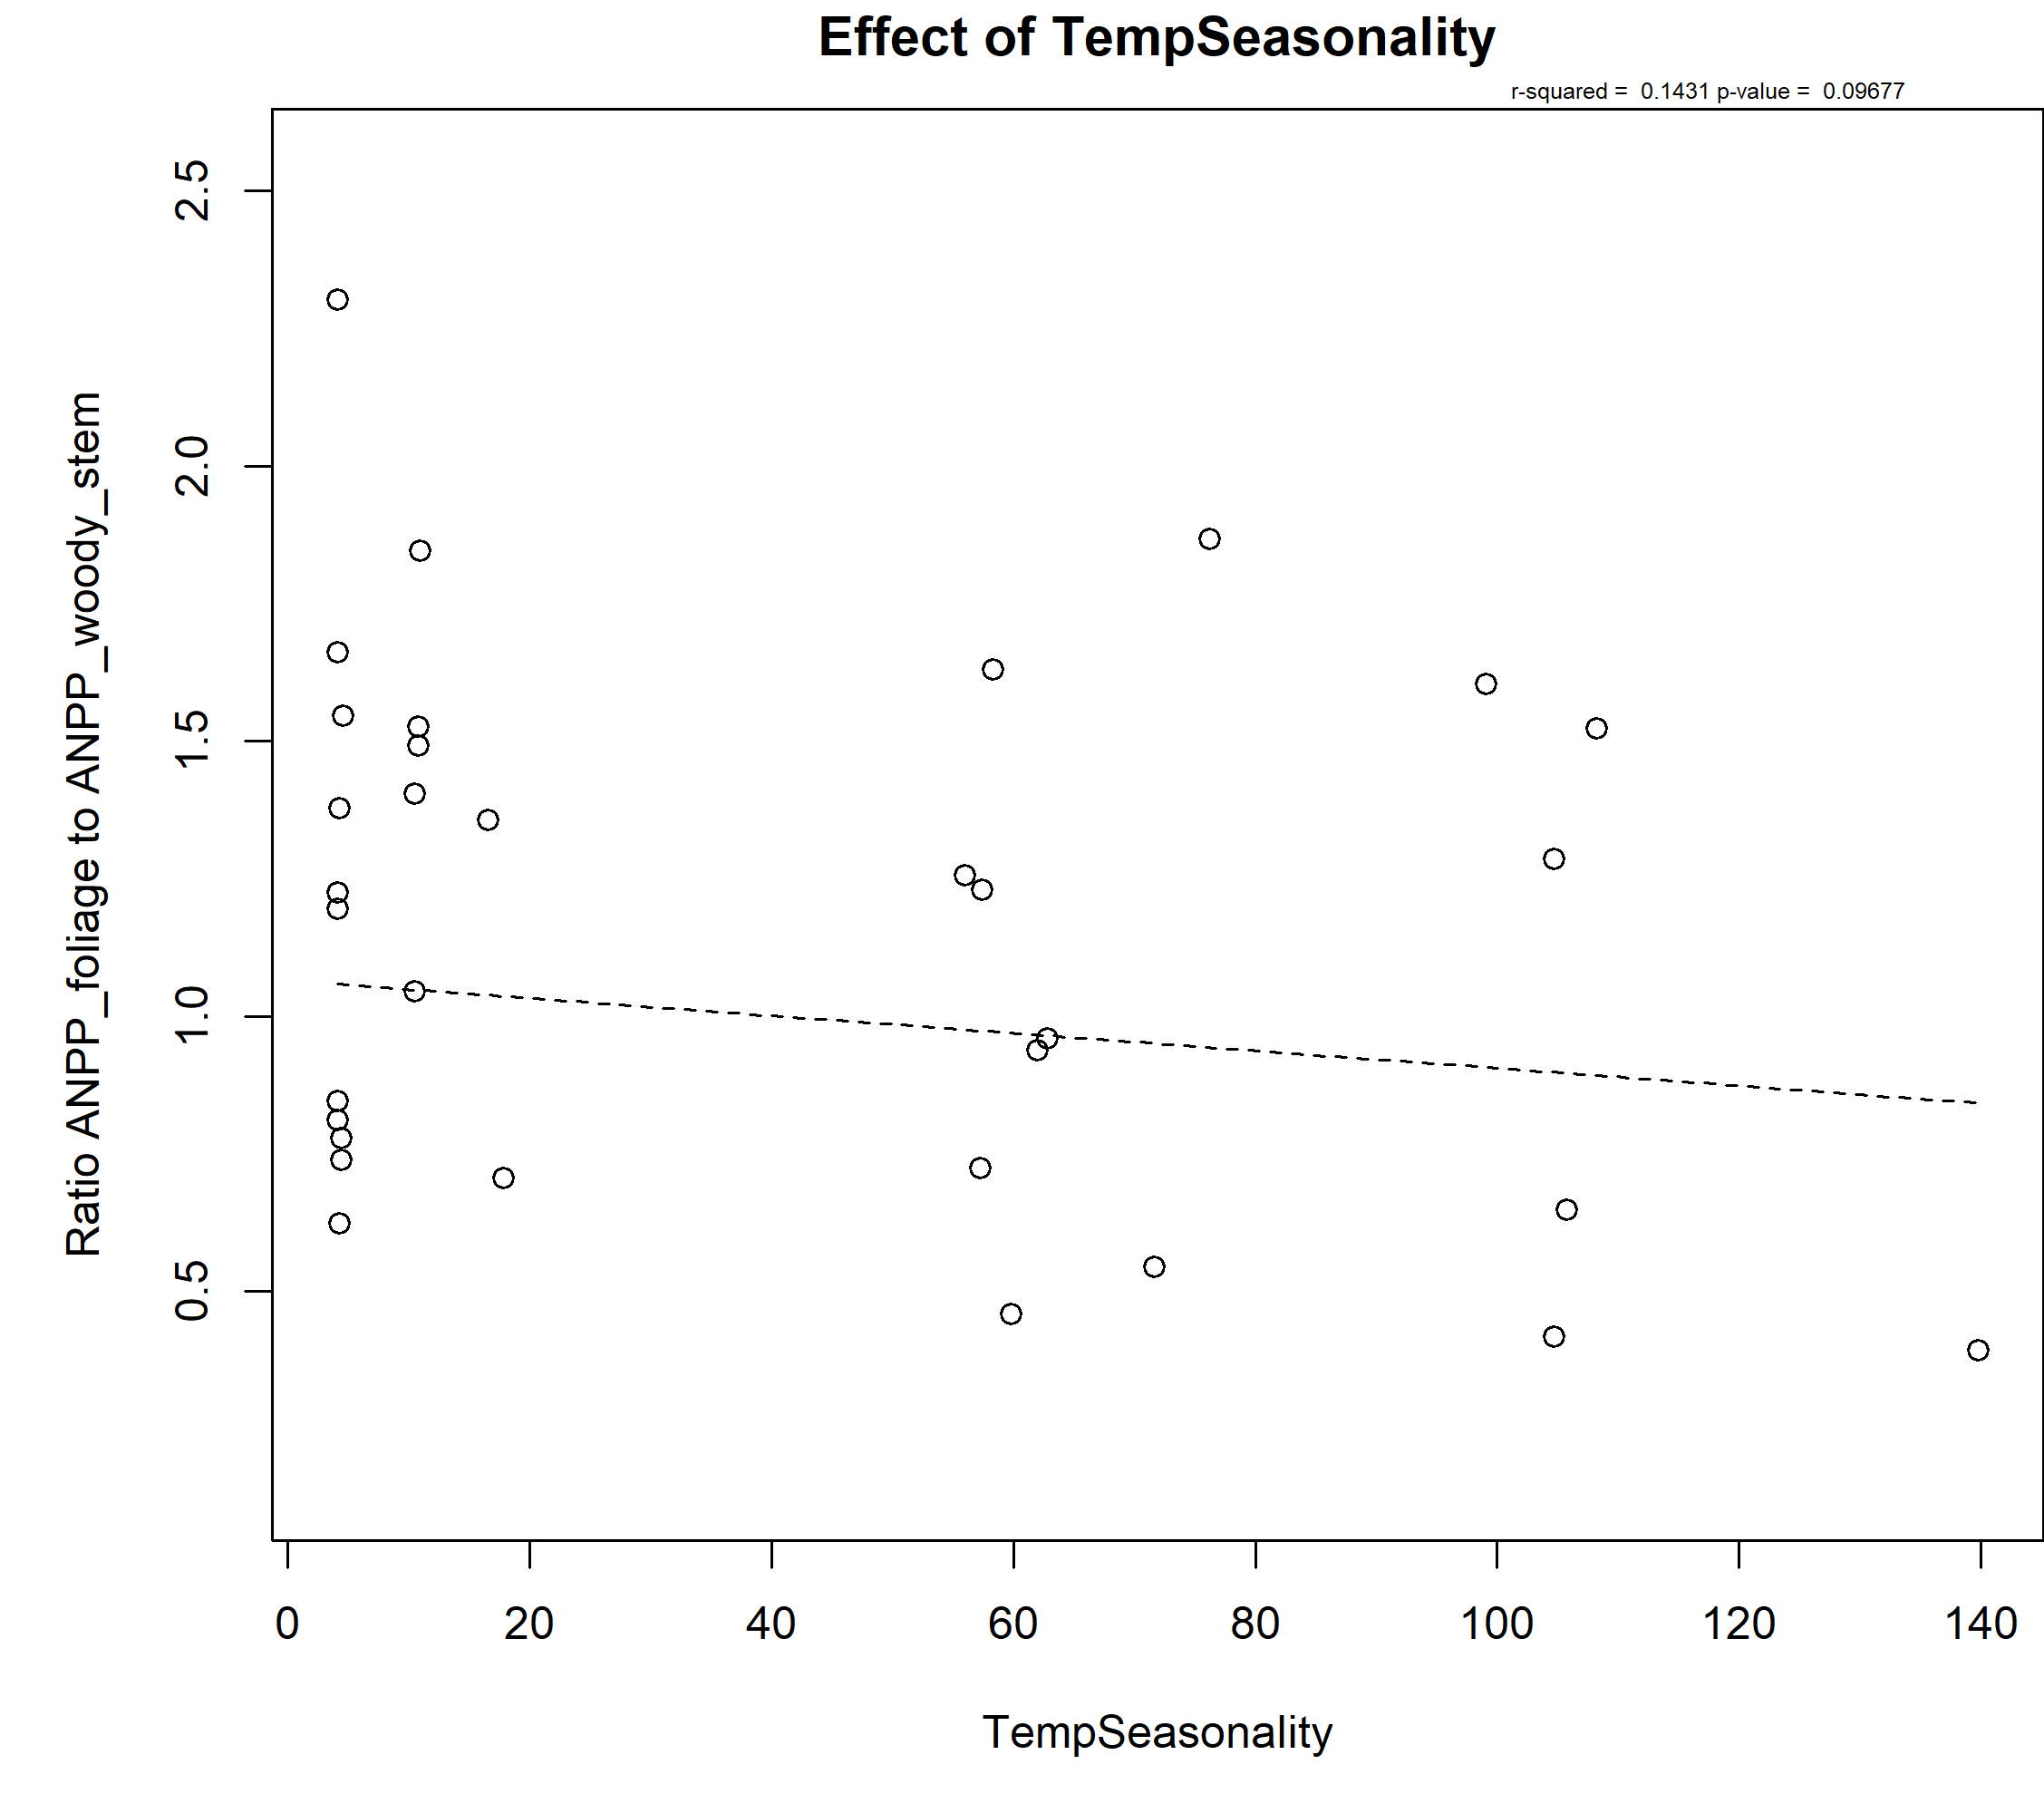 Effect of TempSeasonality
r-squared = 0.1431 p-value = 0.09677
Ratio ANPP_foliage to ANPP_woody_stem
2.5
2.0
1.5
1.0
0.5
0 20 40 60 80 100 120 140
TempSeasonality